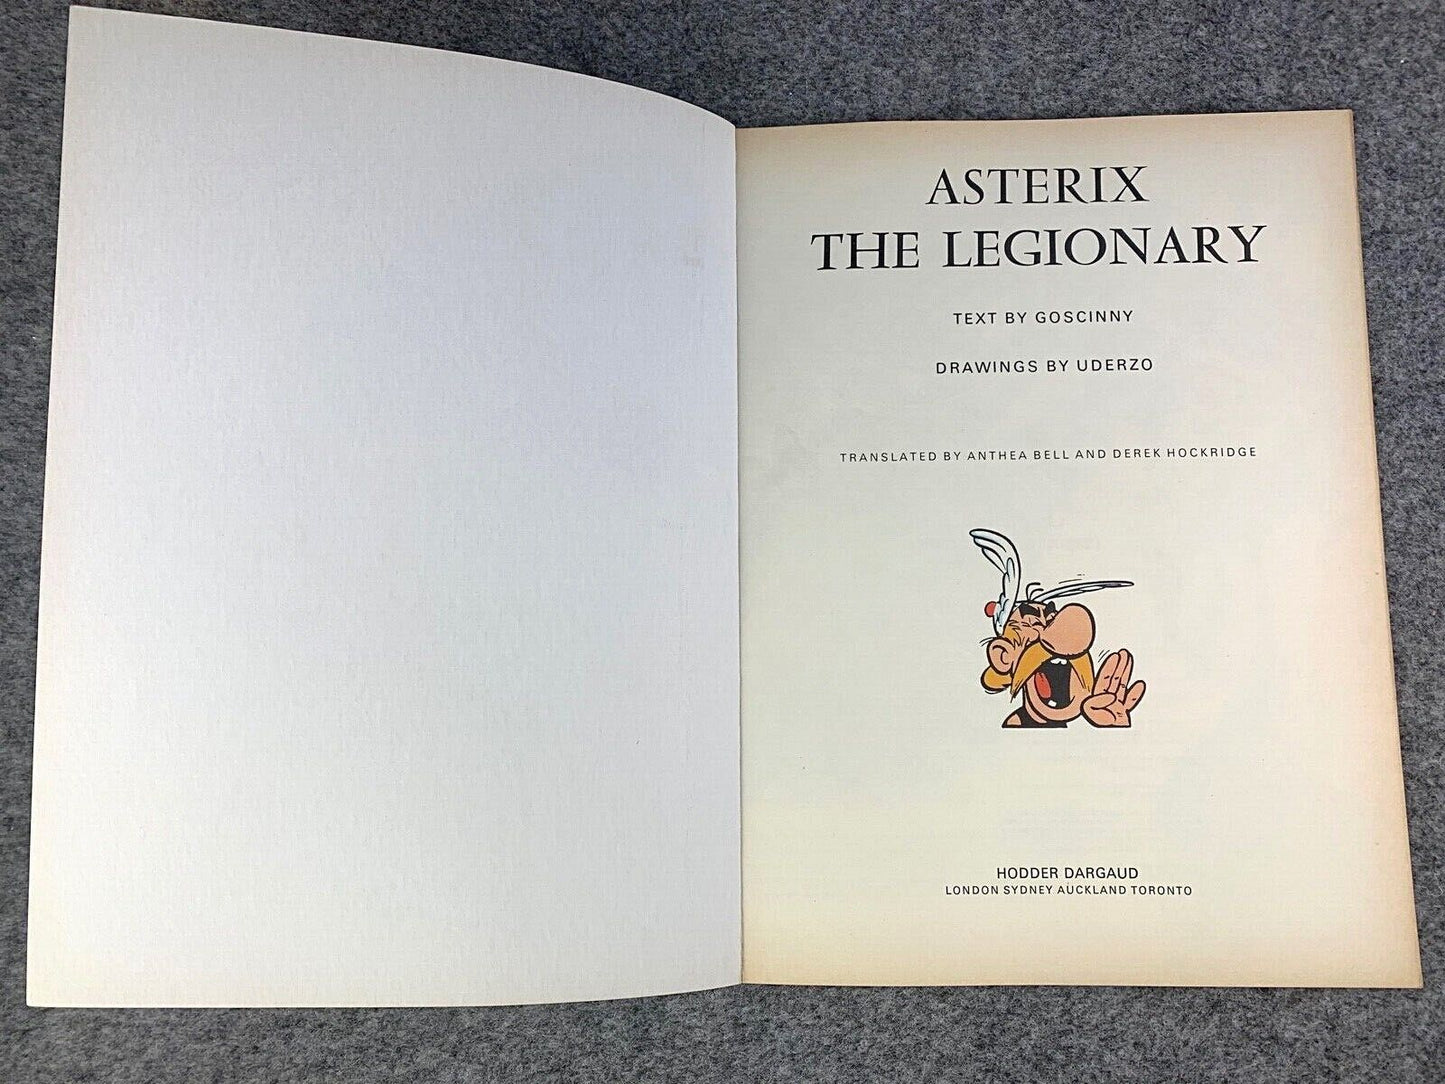 ASTERIX
THE LEGIONARY
TEXT BY GOSCINNY
DRAWINGS BY UDERZO
TRANSLATED BY ANTHEA BELL AND DEREK HOCKRIDGE
HODDER DARGAUD
LONDON SYDNEY AUCKLAND TORONTO